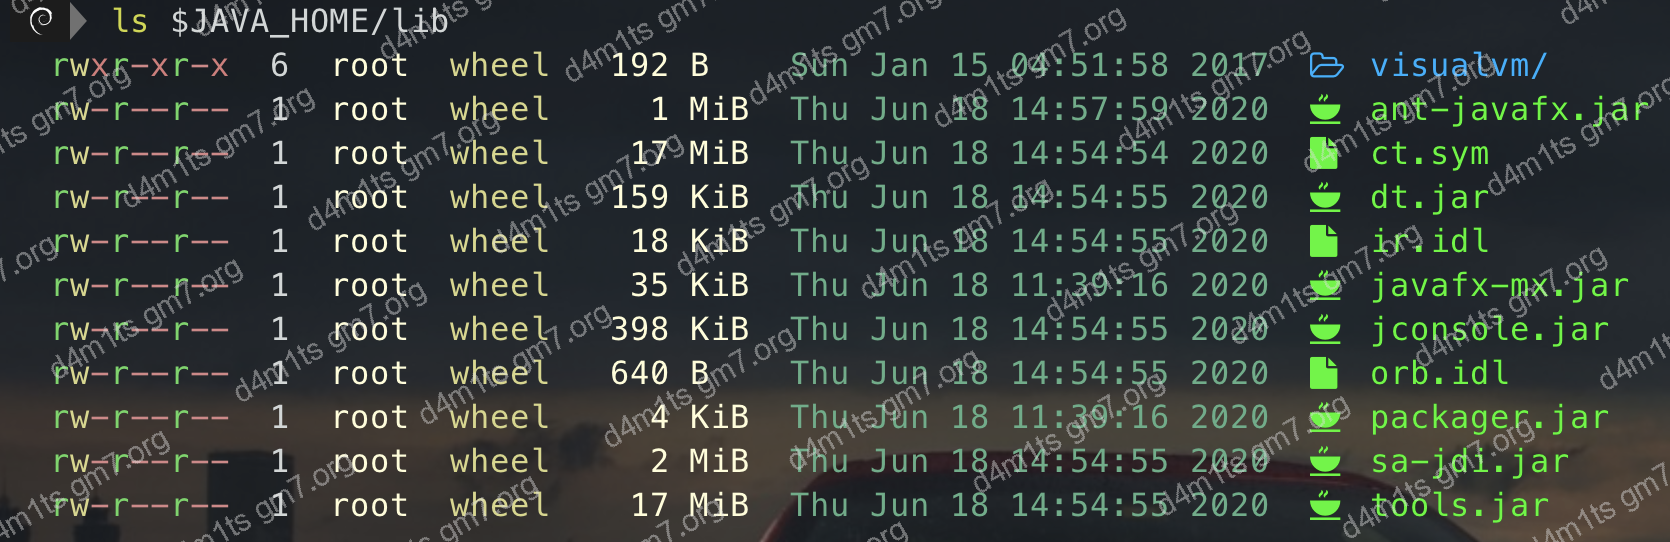 ls $JAVA_HOME/lib
rwxr-xr-x 6 root wheel 192 B Sun Jan 15 04:51:58 2017 visualvm/
rw-r--r-- 1 root wheel 1 MiB Thu Jun 18 14:57:59 2020 ant-javafx.jar
rw-r--r-- 1 root wheel 17 MiB Thu Jun 18 14:54:54 2020 ct.sym
rw-r--r-- 1 root wheel 159 KiB Thu Jun 18 14:54:55 2020 dt.jar
rw-r--r-- 1 root wheel 18 KiB Thu Jun 18 14:54:55 2020 ir.idl
rw-r--r-- 1 root wheel 35 KiB Thu Jun 18 11:39:16 2020 javafx-mx.jar
rw-r--r-- 1 root wheel 398 KiB Thu Jun 18 14:54:55 2020 jconsole.jar
rw-r--r-- 1 root wheel 640 B Thu Jun 18 14:54:55 2020 orb.idl
rw-r--r-- 1 root wheel 4 KiB Thu Jun 18 11:39:16 2020 packager.jar
rw-r--r-- 1 root wheel 2 MiB Thu Jun 18 14:54:55 2020 sa-jdi.jar
rw-r--r-- 1 root wheel 17 MiB Thu Jun 18 14:54:55 2020 tools.jar
d4m1ts gm7.org